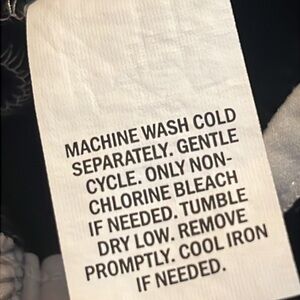 MACHINE WASH COLD
SEPARATELY. GENTLE
CYCLE. ONLY NON-
CHLORINE BLEACH
IF NEEDED. TUMBLE
DRY LOW. REMOVE
PROMPTLY. COOL IRON
IF NEEDED.